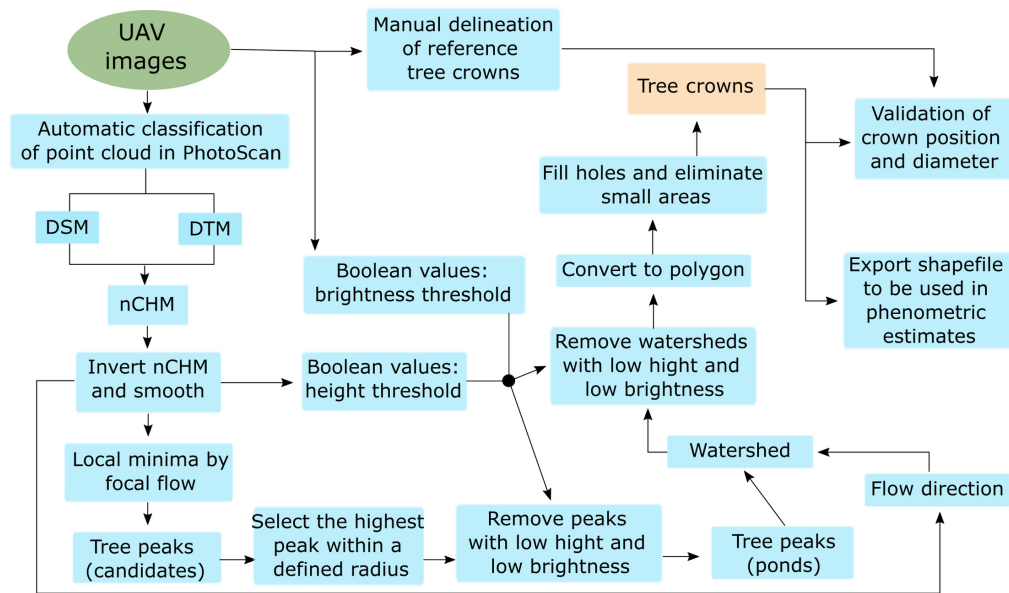 UAV
images
Manual delineation
of reference
tree crowns
Tree crowns
Validation of
crown position
and diameter
Automatic classification
of point cloud in PhotoScan
Fill holes and eliminate
small areas
DSM
DTM
Boolean values:
brightness threshold
Convert to polygon
Export shapefile
to be used in
phenometric
estimates
nCHM
Invert nCHM
and smooth
Boolean values:
height threshold
Remove watersheds
with low hight and
low brightness
Local minima by
focal flow
Watershed
Flow direction
Tree peaks
(candidates)
Select the highest
peak within a
defined radius
Remove peaks
with low hight and
low brightness
Tree peaks
(ponds)